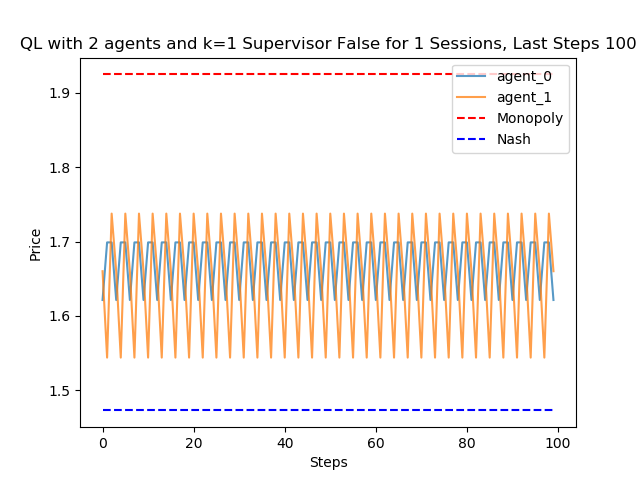 QL with 2 agents and k=1 Supervisor False for 1 Sessions, Last Steps 100
agent_0
agent_1
Monopoly
Nash
1.9
1.8
1.7
1.6
1.5
Price
0
20
40
60
80
100
Steps